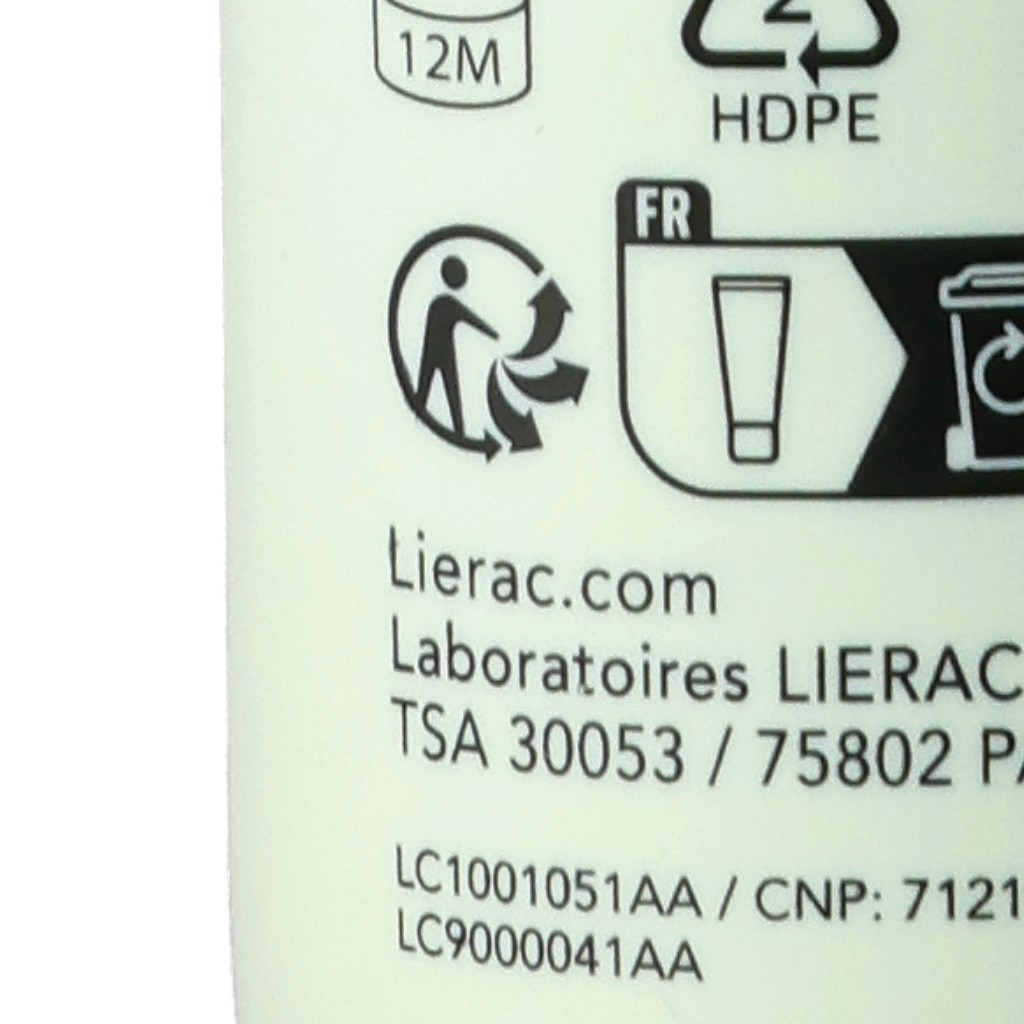 12M
2
HDPE
FR
Lierac.com
Laboratoires LIERAC
TSA 30053 / 75802
LC1001051AA / CNP: 7121
LC9000041AA